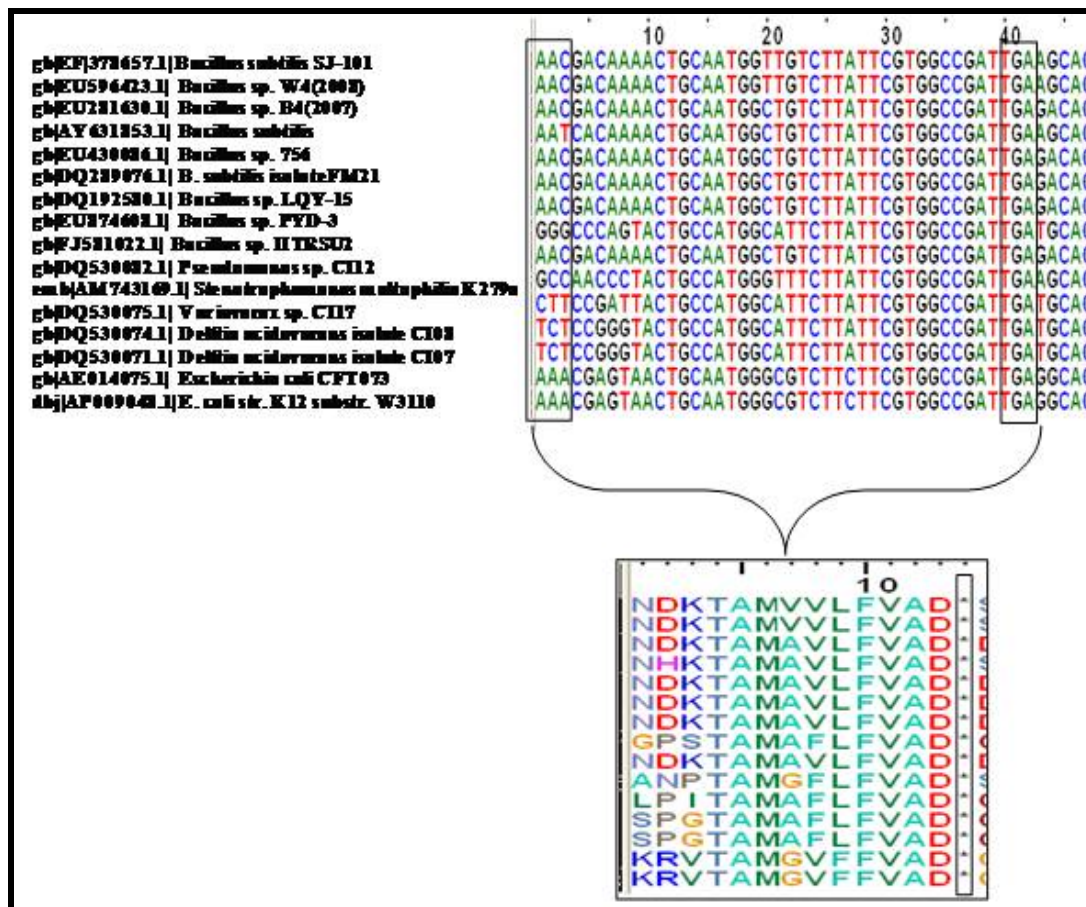 10 20 30 40
gb|EF|378657.1| Bacillus subtilis SJ-101
gb|EU596423.1| Bacillus sp. W4(2008)
gb|EU281630.1| Bacillus sp. B4(2007)
gb|AY631853.1| Bacillus subtilis
gb|EU430086.1| Bacillus sp. 756
gb|DQ289076.1| B. subtilis isolateFM21
gb|DQ192580.1| Bacillus sp. LQY-15
gb|EU874608.1| Bacillus sp. PYD-3
gb|FJ581022.1| Bacillus sp. HTRSU2
gb|DQ530082.1| Pseudomonas sp. CI12
emb|AM743169.1| Stenotrophomonas maltophilia K279a
gb|DQ530075.1| Variovorax sp. CI17
gb|DQ530074.1| Delftia acidovorans isolate CI08
gb|DQ530071.1| Delftia acidovorans isolate CI07
gb|AE014075.1| Escherichia coli CFT073
dbj|AP009048.1| E. coli str. K12 substr. W3110
AACGACAAAACTGCAATGGTTGTCTTATTCGTGGCCGATTGAAGCAC
AACGACAAAACTGCAATGGTTGTCTTATTCGTGGCCGATTGAAGCAC
AACGACAAAACTGCAATGGCTGTCTTATTCGTGGCCGATTGAGACAC
AATCACAAAACTGCAATGGCTGTCTTATTCGTGGCCGATTGAAGCAC
AACGACAAAACTGCAATGGCTGTCTTATTCGTGGCCGATTGAGACAC
AACGACAAAACTGCAATGGCTGTCTTATTCGTGGCCGATTGAGACAC
AACGACAAAACTGCAATGGCTGTCTTATTCGTGGCCGATTGAGACAC
GGGCCCAGTACTGCAATGGCATTCTTATTCGTGGCCGATTGATGCAC
AACGACAAAACTGCAATGGCTGTCTTATTCGTGGCCGATTGAGACAC
GCCAACCCTACTGCAATGGGTTTCTTATTCGTGGCCGATTGAAGCAC
CTTCCGATTACTGCCATGGCATTCTTATTCGTGGCCGATTGATGCAC
TCTCCGGGTACTGCCATGGCATTCTTATTCGTGGCCGATTGATGCAC
TCTCCGGGTACTGCCATGGCATTCTTATTCGTGGCCGATTGATGCAC
AAACGAGTAACTGCAATGGGCGTCTTCTTCGTGGCCGATTGAGGCAC
AAACGAGTAACTGCAATGGGCGTCTTCTTCGTGGCCGATTGAGGCAC
10
NDKTAMVVLFVAD*S
NDKTAMVVLFVAD*S
NDKTAMAVLFVAD*D
NHKTAMAVLFVAD*S
NDKTAMAVLFVAD*D
NDKTAMAVLFVAD*D
NDKTAMAVLFVAD*D
GPSTAMAFLFVAD*C
NDKTAMAVLFVAD*D
ANPTAMGFLFVAD*S
LPITAMAFLFVAD*C
SPGTAMAFLFVAD*C
SPGTAMAFLFVAD*C
KRVTAMGVFFVAD*G
KRVTAMGVFFVAD*G